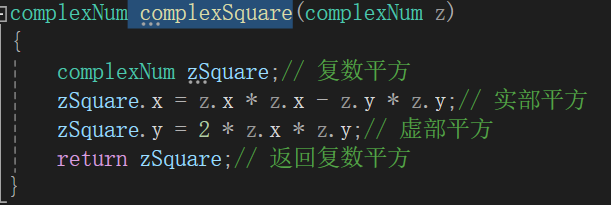 complexNum complexSquare(complexNum z)
{
complexNum zSquare;// 复数平方
zSquare.x = z.x * z.x - z.y * z.y;// 实部平方
zSquare.y = 2 * z.x * z.y;// 虚部平方
return zSquare;// 返回复数平方
}